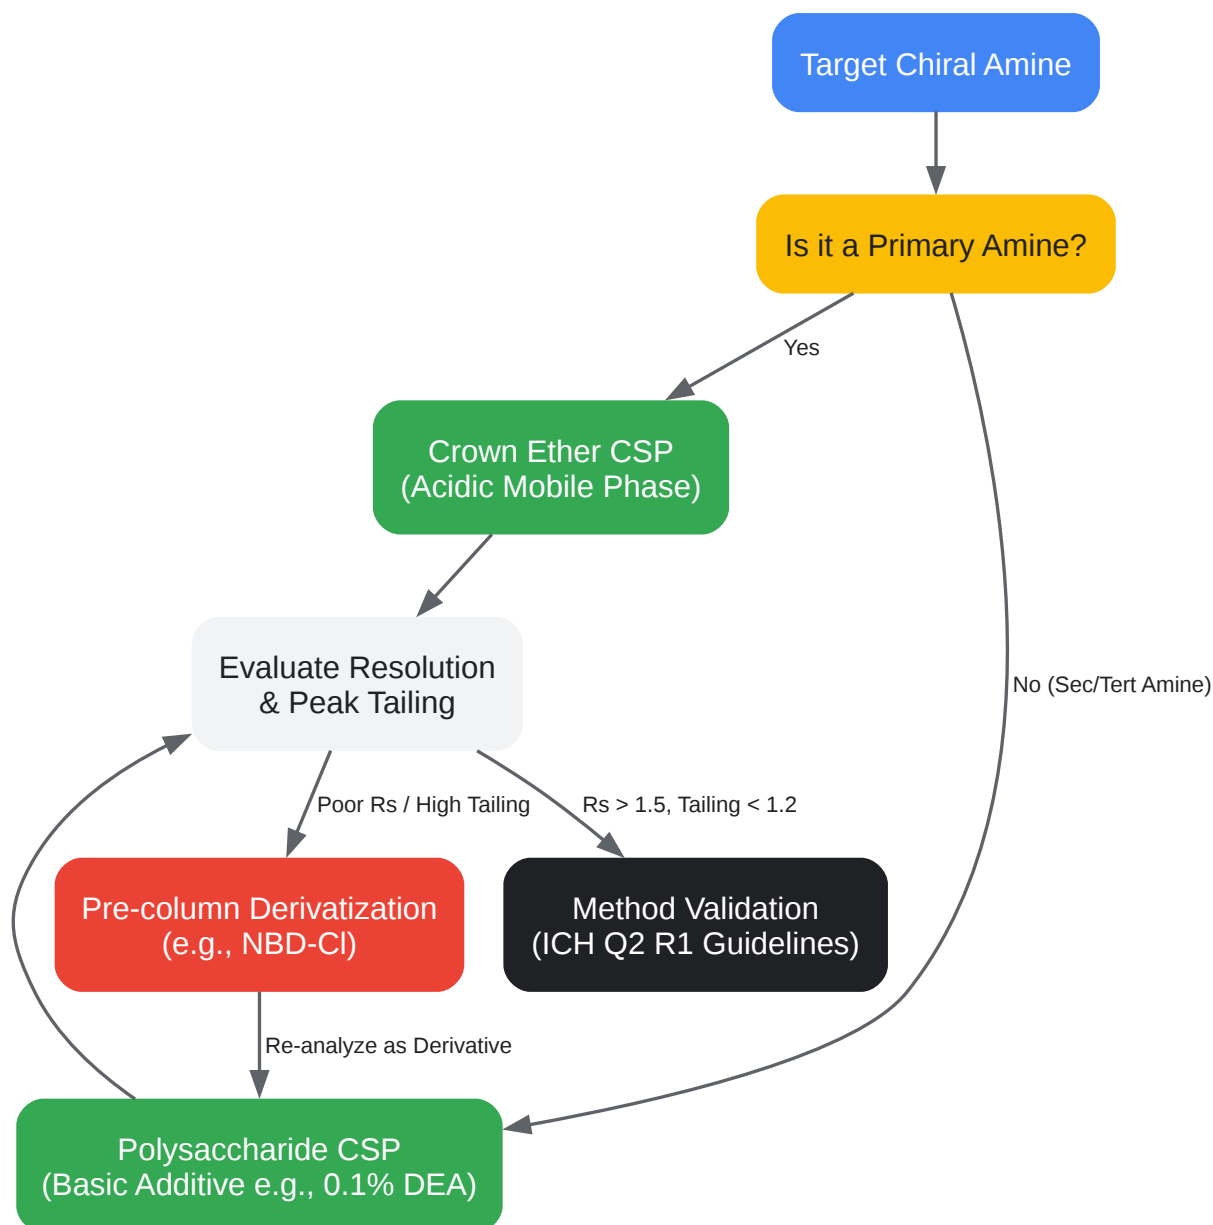 Target Chiral Amine
Is it a Primary Amine?
Yes
Crown Ether CSP
(Acidic Mobile Phase)
No (Sec/Tert Amine)
Evaluate Resolution
& Peak Tailing
Poor Rs / High Tailing
Rs > 1.5, Tailing < 1.2
Pre-column Derivatization
(e.g., NBD-Cl)
Method Validation
(ICH Q2 R1 Guidelines)
Re-analyze as Derivative
Polysaccharide CSP
(Basic Additive e.g., 0.1% DEA)